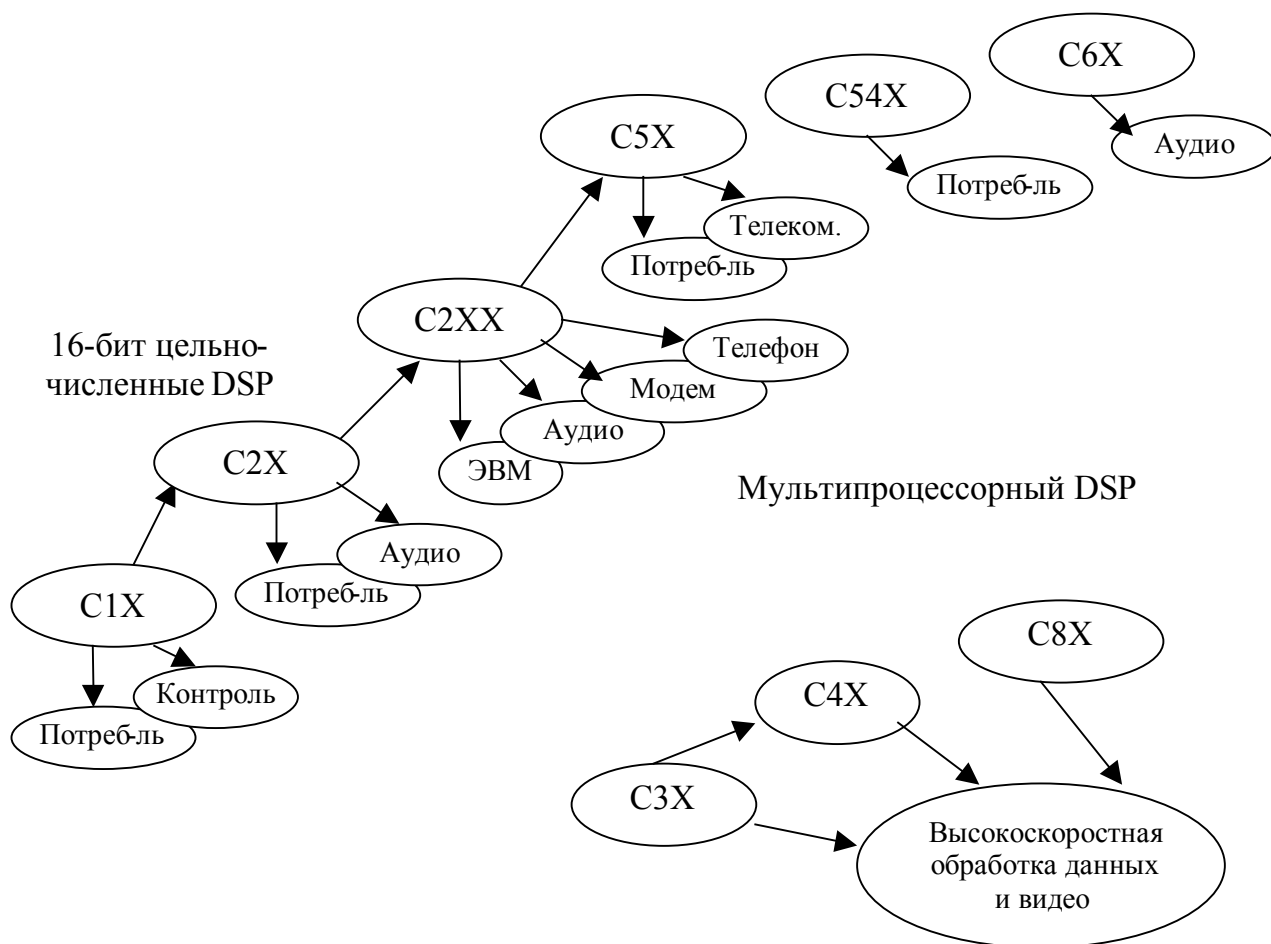 C6X
C54X
Аудио
C5X
Потреб-ль
Телеком.
Потреб-ль
C2XX
16-бит цельно-
численные DSP
Телефон
Модем
Аудио
ЭВМ
C2X
Мультипроцессорный DSP
Аудио
Потреб-ль
C1X
Контроль
Потреб-ль
C8X
C4X
C3X
Высокоскоростная
обработка данных
и видео